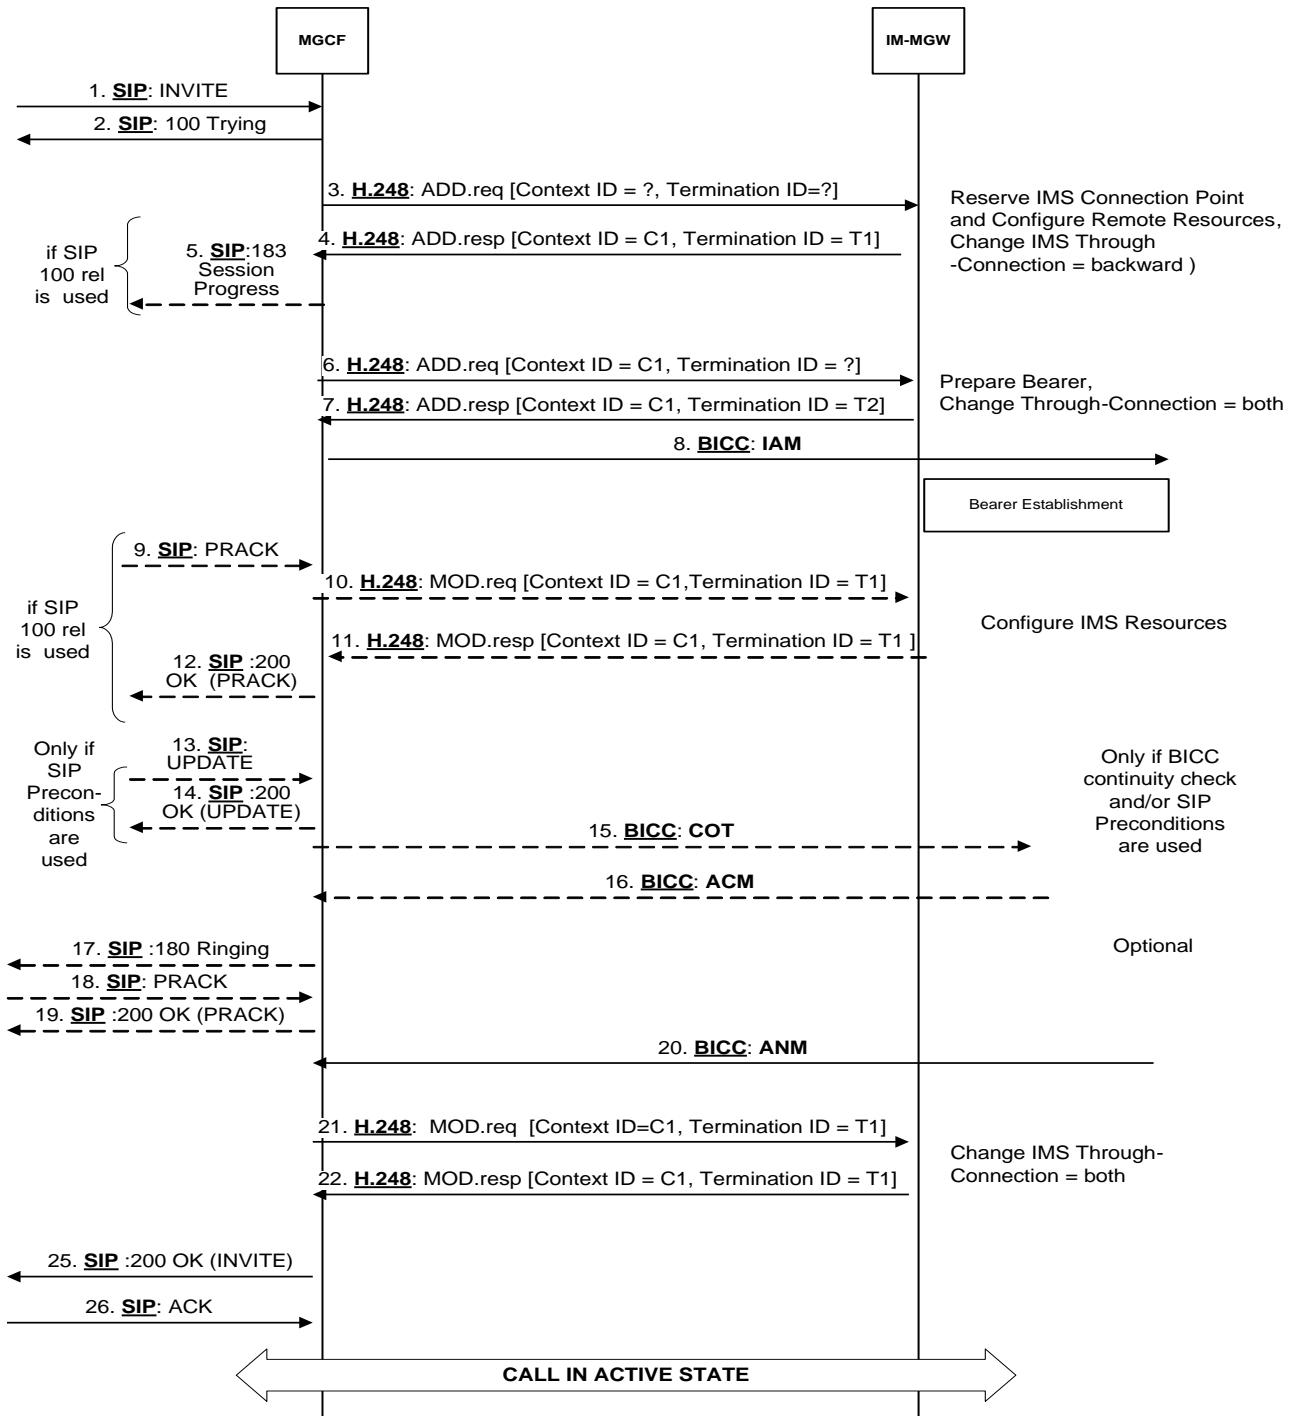 MGCF
IM-MGW
1. SIP: INVITE
2. SIP: 100 Trying
3. H.248: ADD.req [Context ID = ?, Termination ID=?]
Reserve IMS Connection Point
and Configure Remote Resources,
Change IMS Through
-Connection = backward )
4. H.248: ADD.resp [Context ID = C1, Termination ID = T1]
if SIP
100 rel
is used
5. SIP:183
Session
Progress
6. H.248: ADD.req [Context ID = C1, Termination ID = ?]
Prepare Bearer,
Change Through-Connection = both
7. H.248: ADD.resp [Context ID = C1, Termination ID = T2]
8. BICC: IAM
Bearer Establishment
9. SIP: PRACK
10. H.248: MOD.req [Context ID = C1,Termination ID = T1]
if SIP
100 rel
is used
Configure IMS Resources
11. H.248: MOD.resp [Context ID = C1, Termination ID = T1 ]
12. SIP :200
OK (PRACK)
Only if
SIP
Precon-
ditions
are
used
13. SIP:
UPDATE
14. SIP :200
OK (UPDATE)
Only if BICC
continuity check
and/or SIP
Preconditions
are used
15. BICC: COT
16. BICC: ACM
17. SIP :180 Ringing
Optional
18. SIP: PRACK
19. SIP :200 OK (PRACK)
20. BICC: ANM
21. H.248: MOD.req [Context ID=C1, Termination ID = T1]
Change IMS Through-
Connection = both
22. H.248: MOD.resp [Context ID = C1, Termination ID = T1]
25. SIP :200 OK (INVITE)
26. SIP: ACK
CALL IN ACTIVE STATE